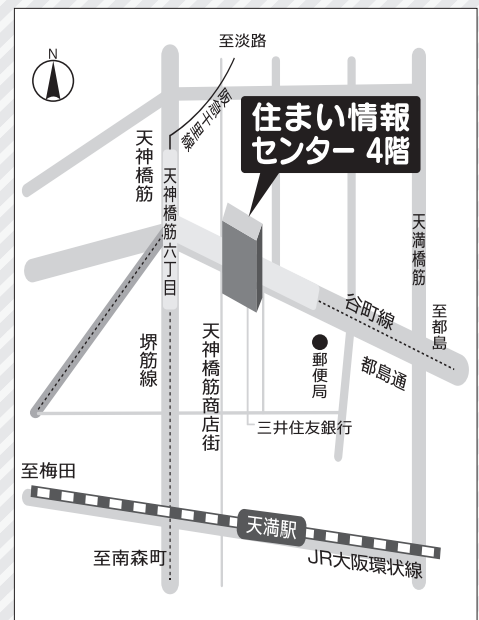 至淡路
N
阪急千里線
住まい情報
センター 4階
天神橋筋
天神橋筋六丁目
天満橋筋
谷町線
至都島
郵便局
都島通
堺筋線
天神橋筋商店街
三井住友銀行
至梅田
天満駅
至南森町
JR大阪環状線